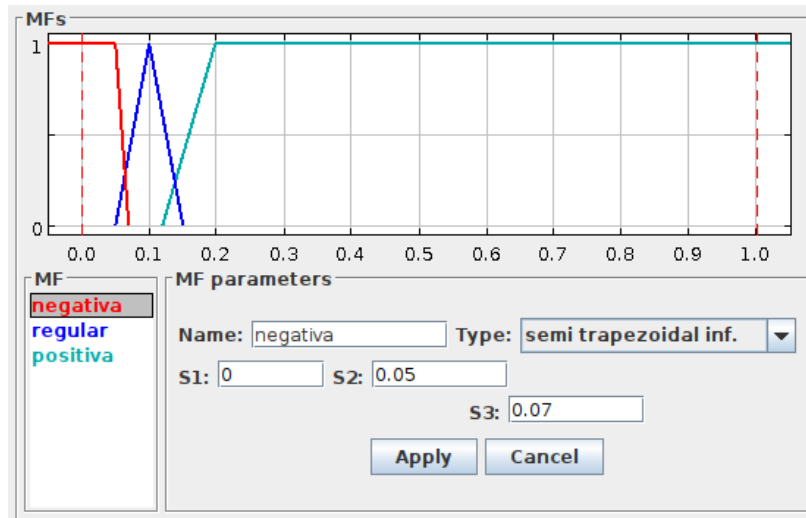 MFs
1
0
0.0 0.1 0.2 0.3 0.4 0.5 0.6 0.7 0.8 0.9 1.0
MF
negativa
regular
positiva
MF parameters
Name: negativa Type: semi trapezoidal inf.
S1: 0 S2: 0.05
S3: 0.07
Apply Cancel